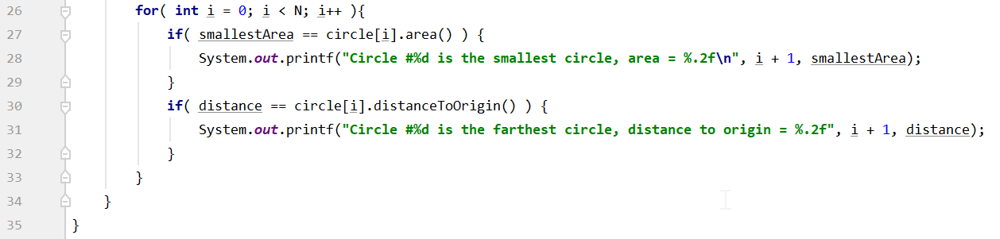 26 for( int i = 0; i < N; i++ ){
27 if( smallestArea == circle[i].area() ) {
28 System.out.printf("Circle #%d is the smallest circle, area = %.2f\n", i + 1, smallestArea);
29 }
30 if( distance == circle[i].distanceToOrigin() ) {
31 System.out.printf("Circle #%d is the farthest circle, distance to origin = %.2f", i + 1, distance);
32 }
33 }
34 }
35 }